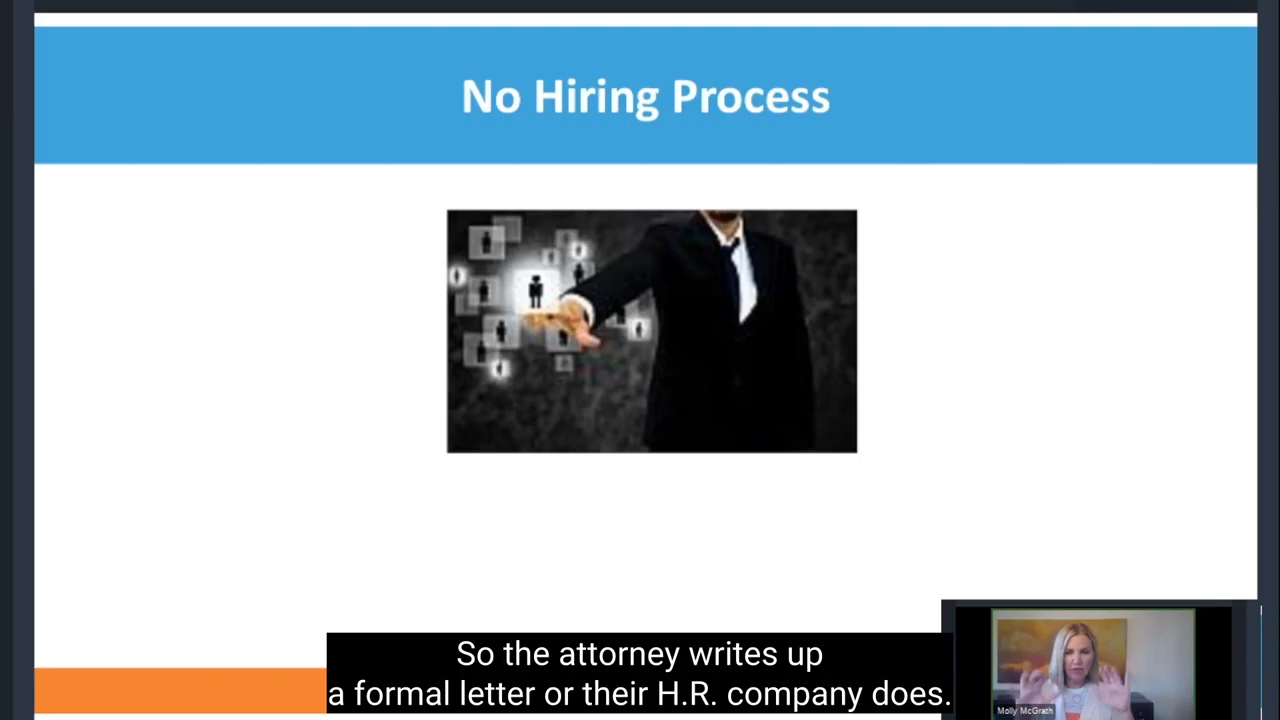 No Hiring Process
So the attorney writes up
a formal letter or their H.R. company does.
Molly McGrath